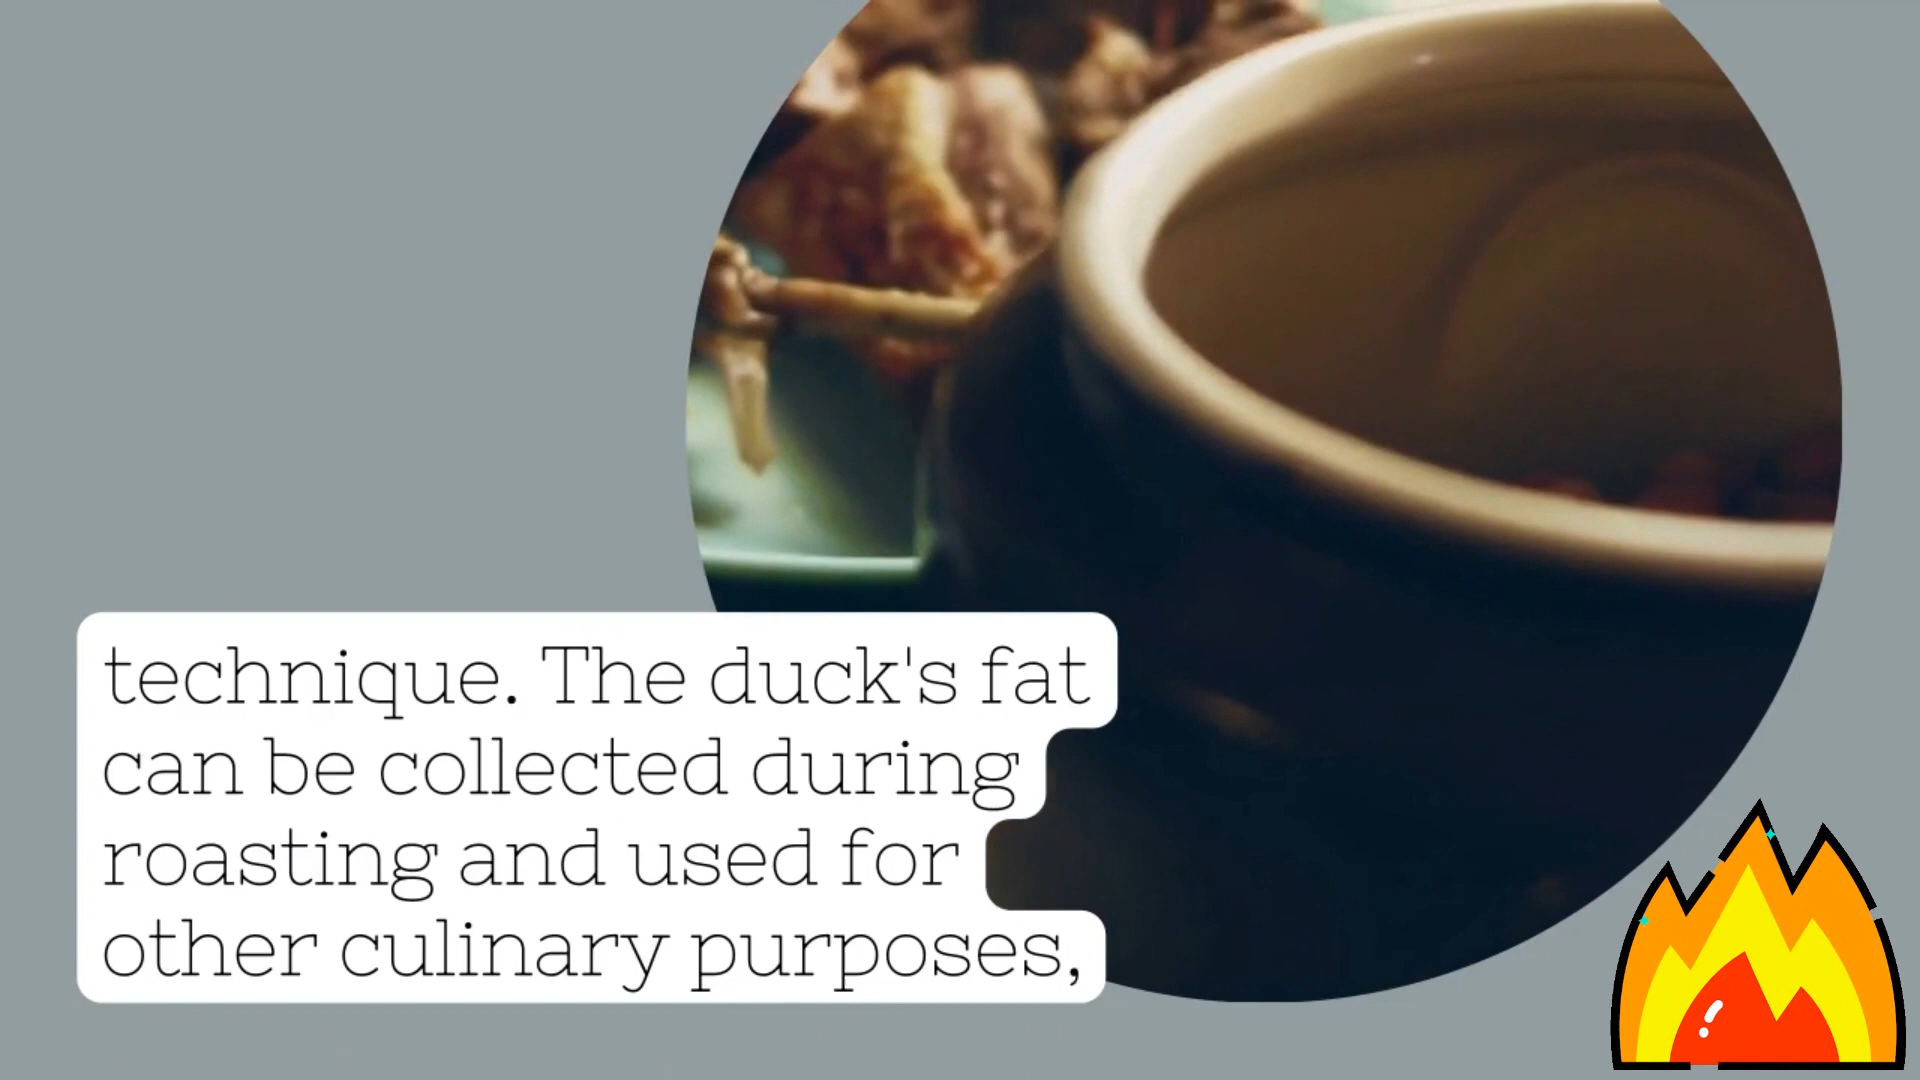 technique. The duck's fat
can be collected during
roasting and used for
other culinary purposes,